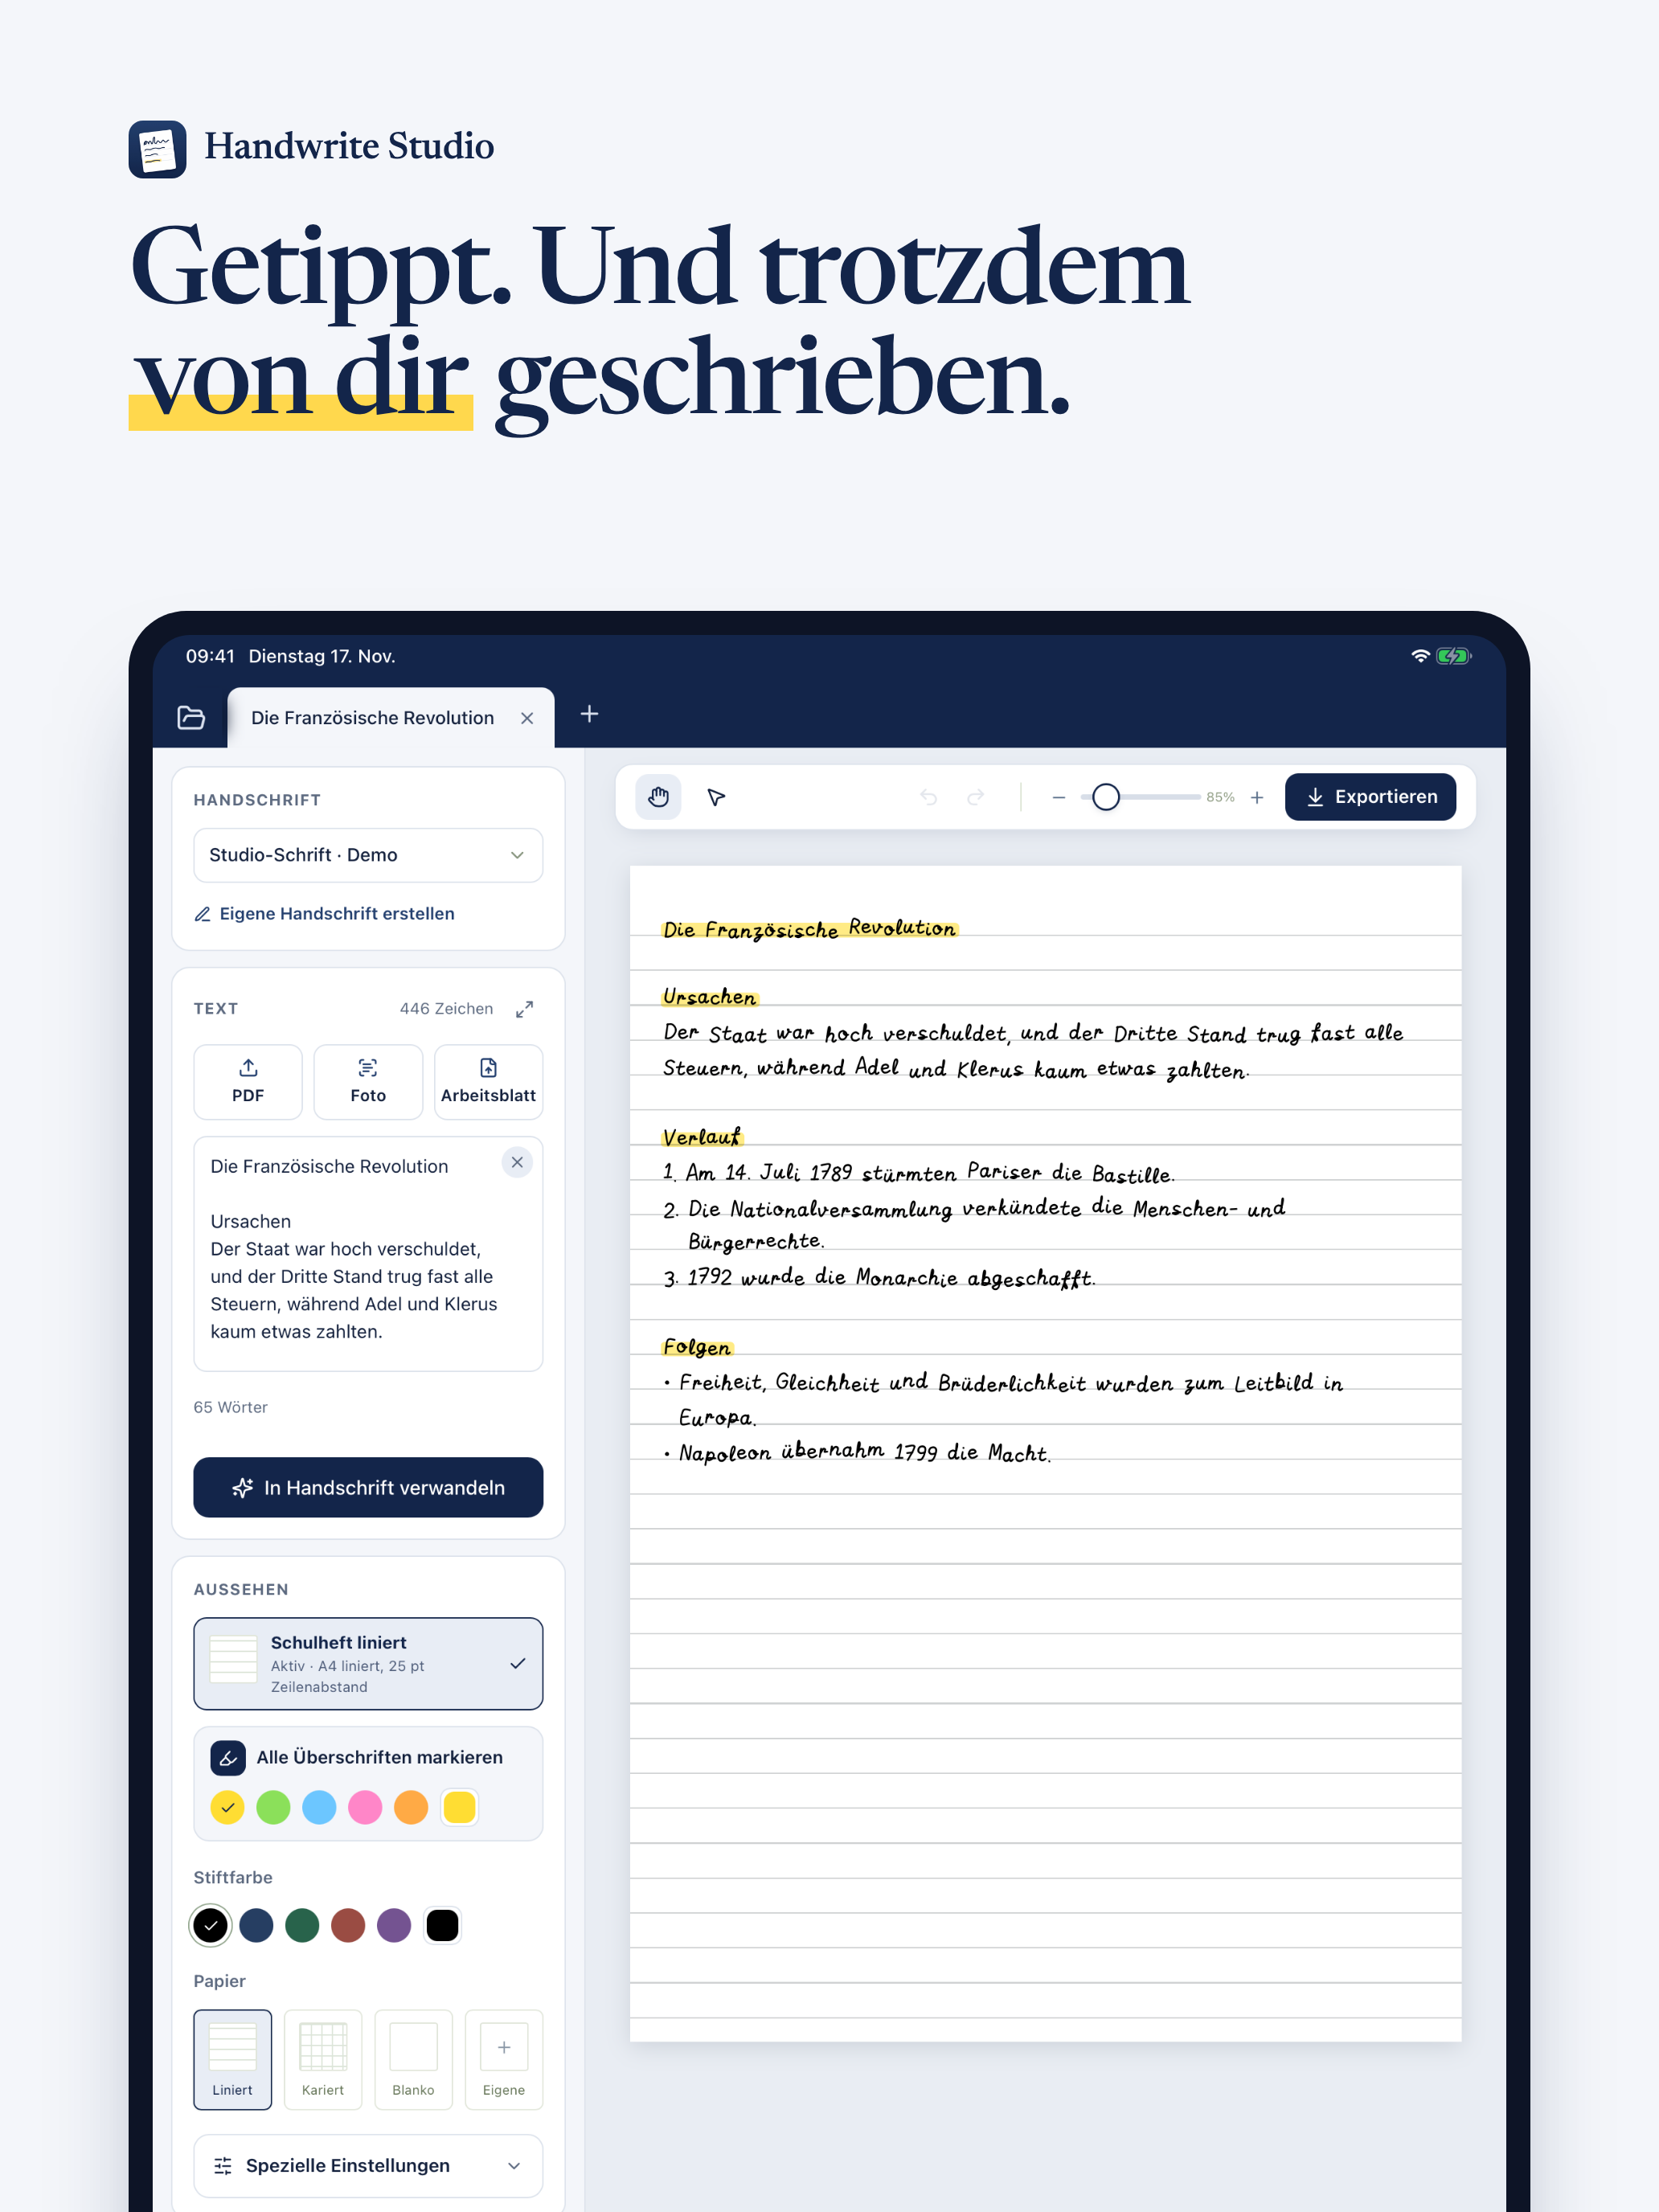 Handwrite Studio
Getippt. Und trotzdem
von dir geschrieben.
09:41 Dienstag 17. Nov.
Die Französische Revolution
HANDSCHRIFT
Studio-Schrift · Demo
Eigene Handschrift erstellen
TEXT 446 Zeichen
PDF Foto Arbeitsblatt
Die Französische Revolution
Ursachen
Der Staat war hoch verschuldet,
und der Dritte Stand trug fast alle
Steuern, während Adel und Klerus
kaum etwas zahlten.
65 Wörter
In Handschrift verwandeln
AUSSEHEN
Schulheft liniert
Aktiv · A4 liniert, 25 pt
Zeilenabstand
Alle Überschriften markieren
Stiftfarbe
Papier
Liniert Kariert Blanko Eigene
Spezielle Einstellungen
85% Exportieren
Die Französische Revolution
Ursachen
Der Staat war hoch verschuldet, und der Dritte Stand trug fast alle
Steuern, während Adel und Klerus kaum etwas zahlten.
Verlauf
1. Am 14. Juli 1789 stürmten Pariser die Bastille.
2. Die Nationalversammlung verkündete die Menschen- und
Bürgerrechte.
3. 1792 wurde die Monarchie abgeschafft.
Folgen
• Freiheit, Gleichheit und Brüderlichkeit wurden zum Leitbild in
Europa.
• Napoleon übernahm 1799 die Macht.